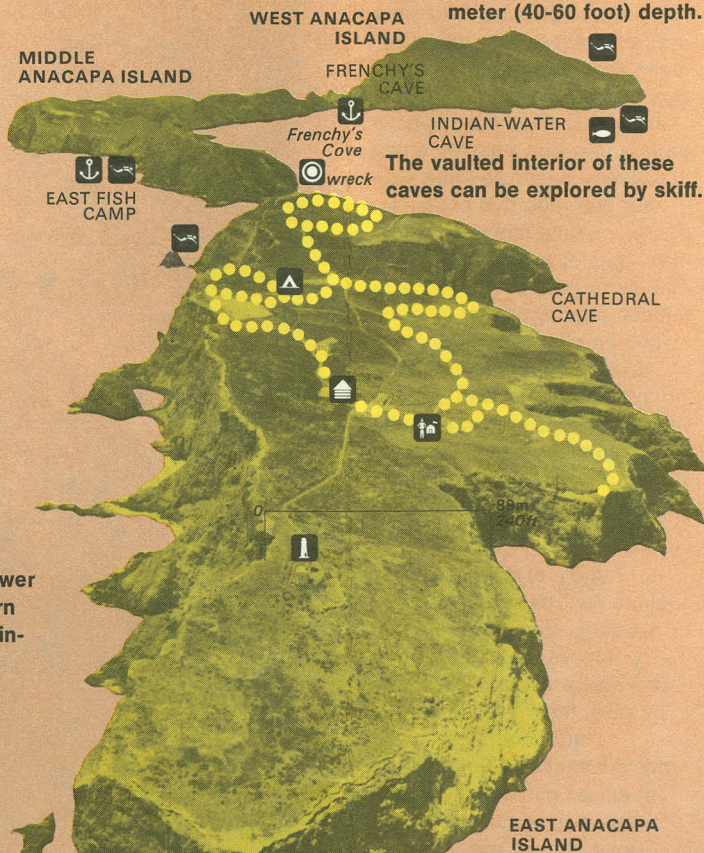 meter (40-60 foot) depth.
WEST ANACAPA
ISLAND
MIDDLE
ANACAPA ISLAND
FRENCHY'S
CAVE
Frenchy's
Cove
INDIAN-WATER
CAVE
The vaulted interior of these
caves can be explored by skiff.
wreck
EAST FISH
CAMP
CATHEDRAL
CAVE
0
89m
240ft
wer
rn
in-
EAST ANACAPA
ISLAND